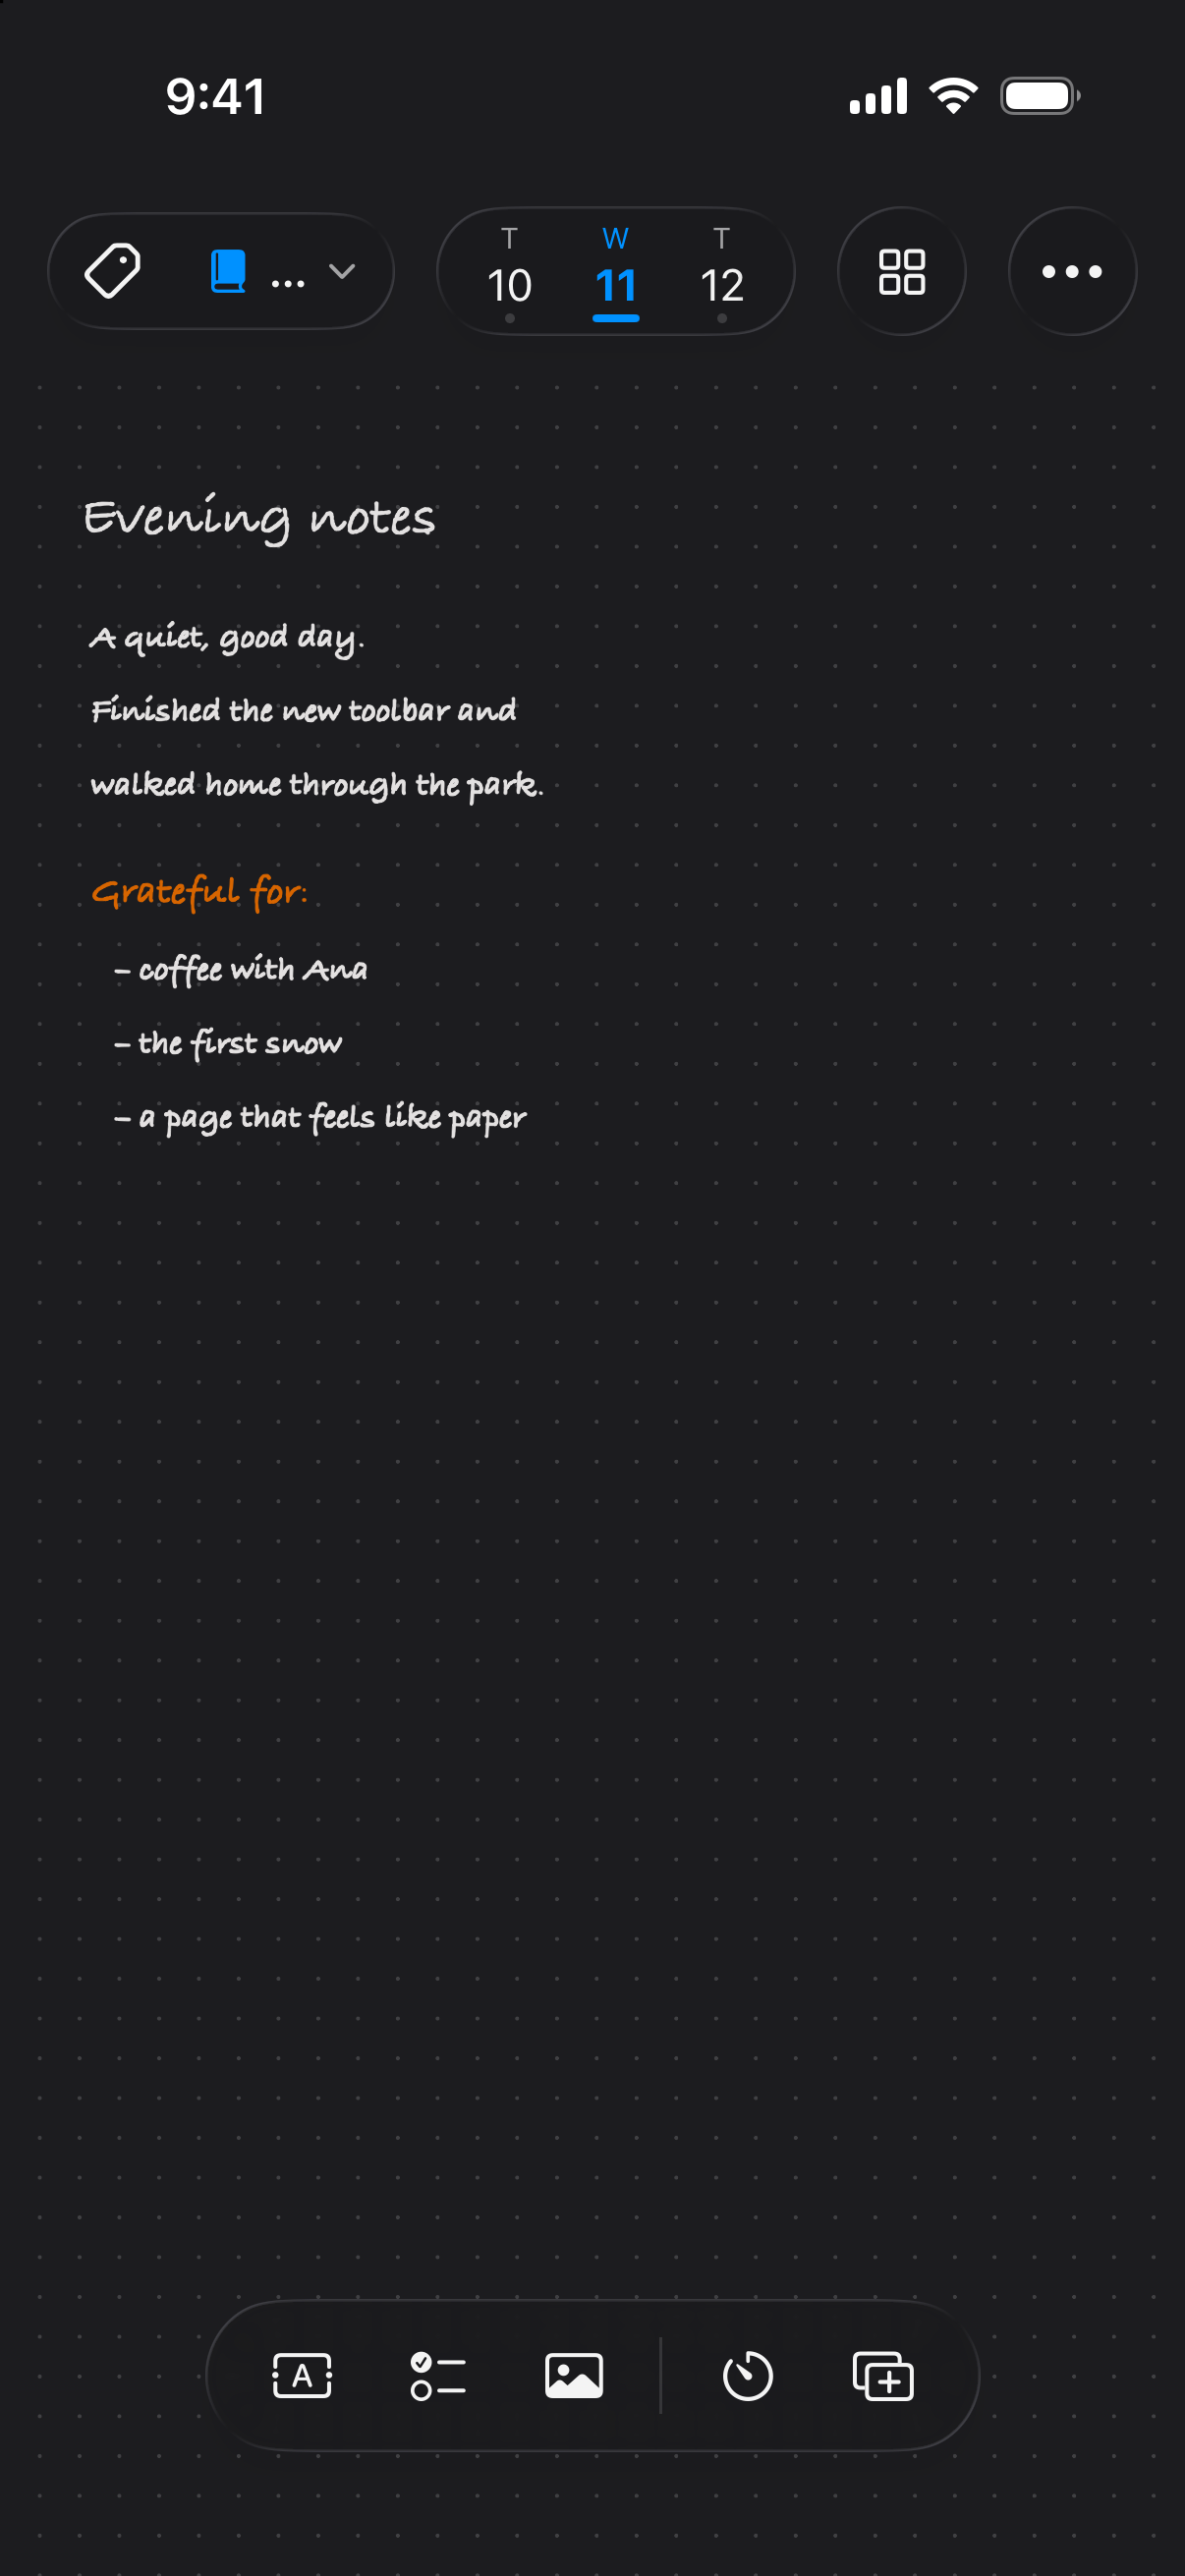 9:41
...
T W T
10 11 12
Evening notes
A quiet, good day.
Finished the new toolbar and
walked home through the park.
Grateful for:
– coffee with Ana
– the first snow
– a page that feels like paper
A